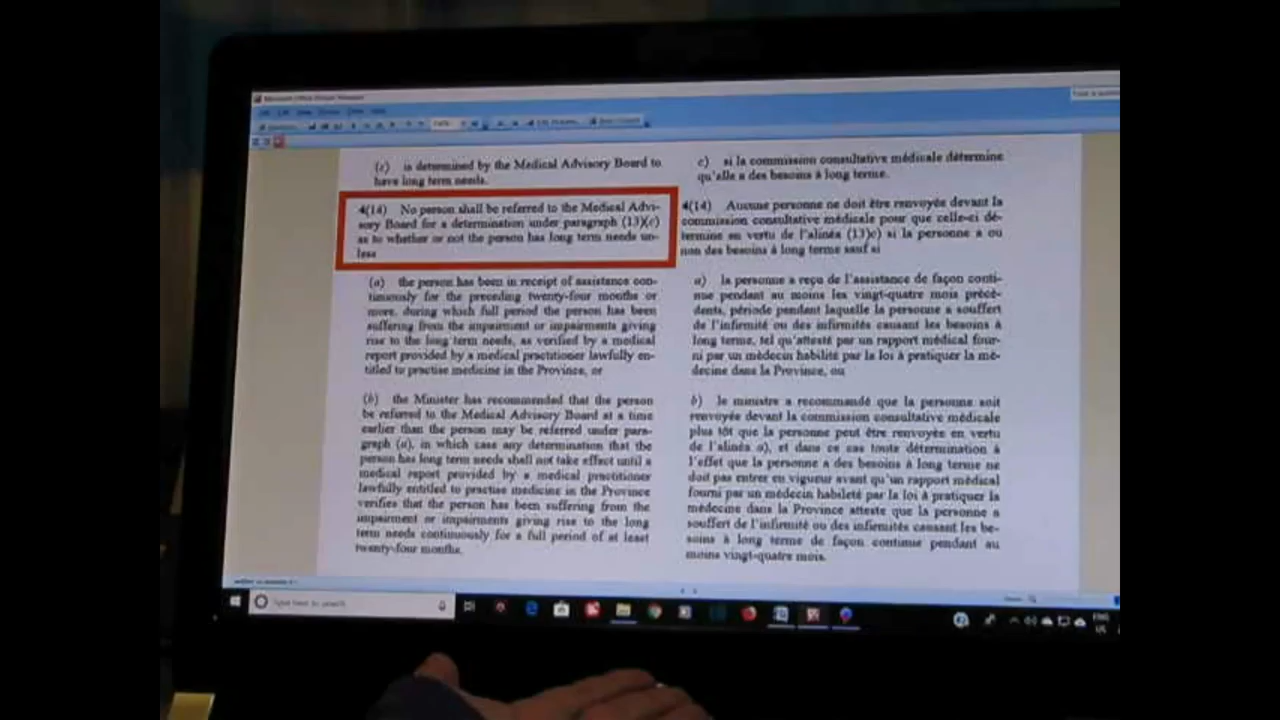 (c) is determined by the Medical Advisory Board to
have long term needs.
4(14) No person shall be referred to the Medical Advi-
sory Board for a determination under paragraph (13)(c)
as to whether or not the person has long term needs un-
less
(a) the person has been in receipt of assistance con-
tinuously for the preceding twenty-four months or
more, during which full period the person has been
suffering from the impairment or impairments giving
rise to the long term needs, as verified by a medical
report provided by a medical practitioner lawfully en-
titled to practise medicine in the Province, or
(b) the Minister has recommended that the person
be referred to the Medical Advisory Board at a time
earlier than the person may be referred under para-
graph (a), in which case any determination that the
person has long term needs shall not take effect until a
medical report provided by a medical practitioner
lawfully entitled to practise medicine in the Province
verifies that the person has been suffering from the
impairment or impairments giving rise to the long
term needs continuously for a full period of at least
twenty-four months.
c) si la commission consultative médicale détermine
qu'elle a des besoins à long terme.
4(14) Aucune personne ne doit être renvoyée devant la
commission consultative médicale pour que celle-ci dé-
termine en vertu de l'alinéa (13)c) si la personne a ou
non des besoins à long terme sauf si
a) la personne a reçu de l'assistance de façon conti-
nue pendant au moins les vingt-quatre mois précé-
dents, période pendant laquelle la personne a souffert
de l'infirmité ou des infirmités causant les besoins à
long terme, tel qu'attesté par un rapport médical four-
ni par un médecin habilité par la loi à pratiquer la mé-
decine dans la Province, ou
b) le ministre a recommandé que la personne soit
renvoyée devant la commission consultative médicale
plus tôt que la personne peut être renvoyée en vertu
de l'alinéa a), et dans ce cas toute détermination à
l'effet que la personne a des besoins à long terme ne
doit pas entrer en vigueur avant qu'un rapport médical
fourni par un médecin habileté par la loi à pratiquer la
médecine dans la Province atteste que la personne a
souffert de l'infirmité ou des infirmités causant les be-
soins à long terme de façon continue pendant au
moins vingt-quatre mois.
Type here to search
ENG
US